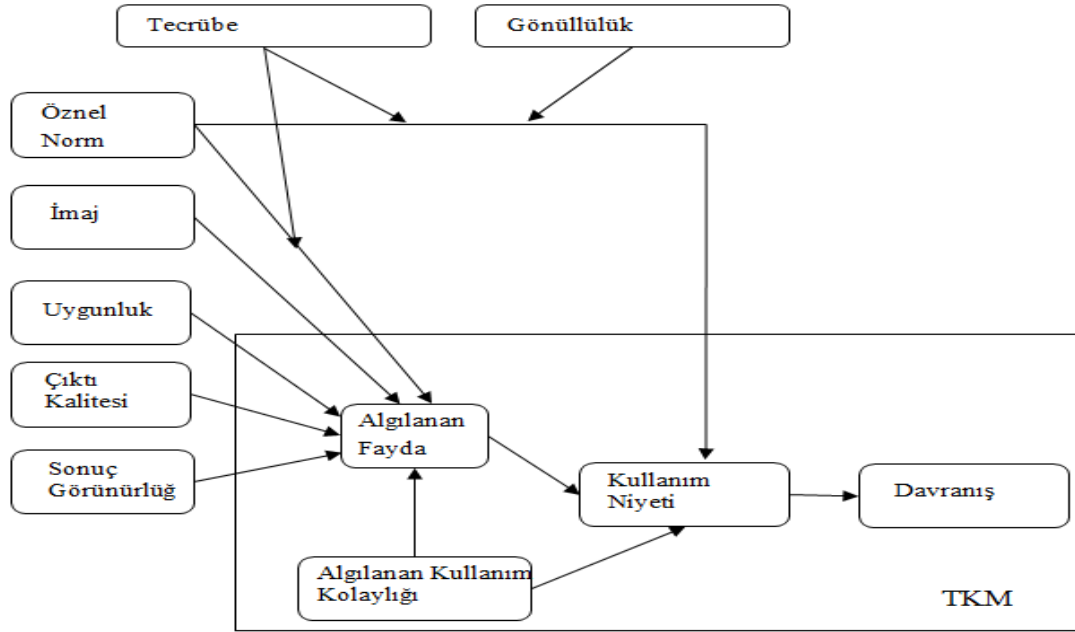 Tecrübe
Gönüllülük
Öznel
Norm
İmaj
Uygunluk
Çıktı
Kalitesi
Sonuç
Görünürlüğ
Algılanan
Fayda
Kullanım
Niyeti
Davranış
Algılanan Kullanım
Kolaylığı
TKM